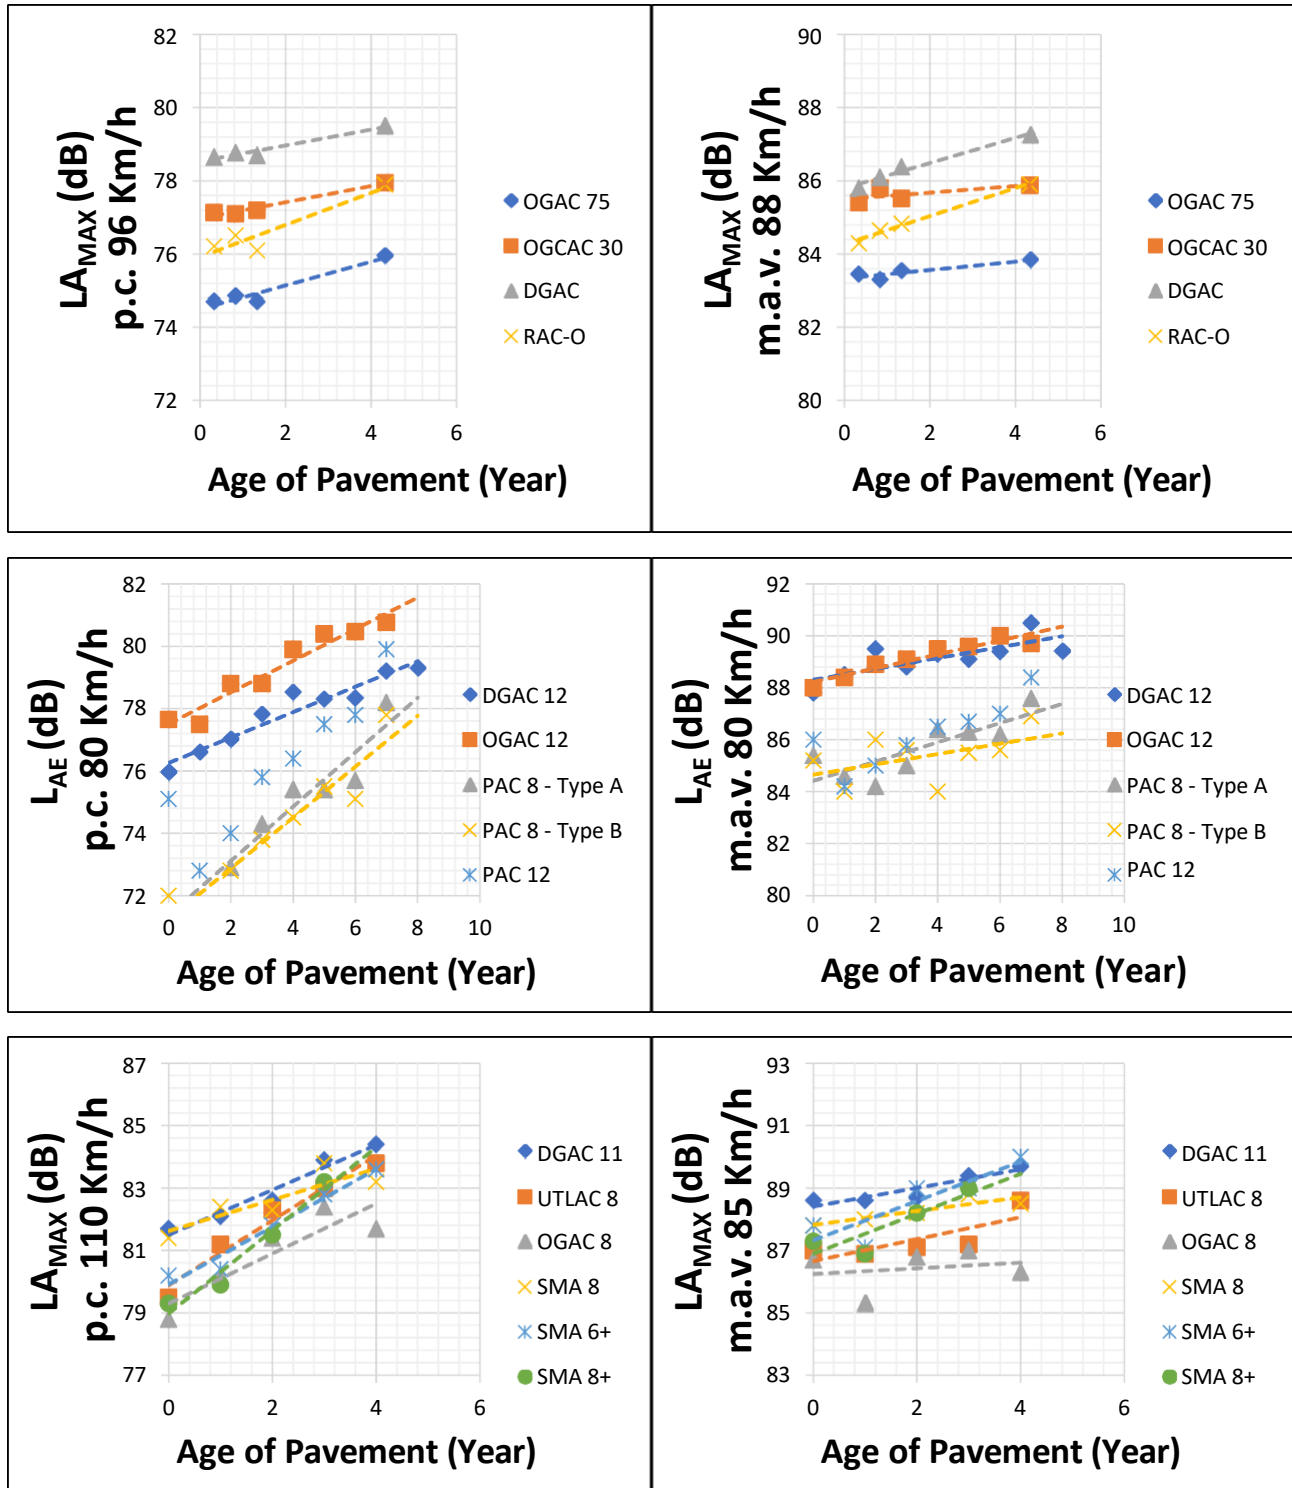 82
80
78
76
74
72
0 2 4 6
LA_MAX (dB)
p.c. 96 Km/h
Age of Pavement (Year)
OGAC 75
OGCAC 30
DGAC
RAC-O
90
88
86
84
82
80
0 2 4 6
LA_MAX (dB)
m.a.v. 88 Km/h
Age of Pavement (Year)
OGAC 75
OGCAC 30
DGAC
RAC-O
82
80
78
76
74
72
0 2 4 6 8 10
L_AE (dB)
p.c. 80 Km/h
Age of Pavement (Year)
DGAC 12
OGAC 12
PAC 8 - Type A
PAC 8 - Type B
PAC 12
92
90
88
86
84
82
80
0 2 4 6 8 10
L_AE (dB)
m.a.v. 80 Km/h
Age of Pavement (Year)
DGAC 12
OGAC 12
PAC 8 - Type A
PAC 8 - Type B
PAC 12
87
85
83
81
79
77
0 2 4 6
LA_MAX (dB)
p.c. 110 Km/h
Age of Pavement (Year)
DGAC 11
UTLAC 8
OGAC 8
SMA 8
SMA 6+
SMA 8+
93
91
89
87
85
83
0 2 4 6
LA_MAX (dB)
m.a.v. 85 Km/h
Age of Pavement (Year)
DGAC 11
UTLAC 8
OGAC 8
SMA 8
SMA 6+
SMA 8+